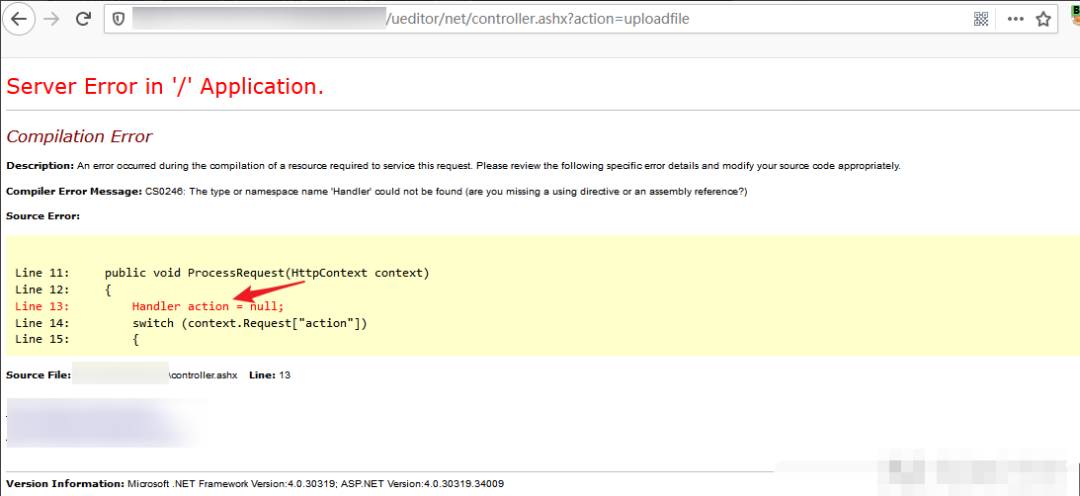 /ueditor/net/controller.ashx?action=uploadfile
Server Error in '/' Application.
Compilation Error
Description: An error occurred during the compilation of a resource required to service this request. Please review the following specific error details and modify your source code appropriately.
Compiler Error Message: CS0246: The type or namespace name 'Handler' could not be found (are you missing a using directive or an assembly reference?)
Source Error:
Line 11:     public void ProcessRequest(HttpContext context)
Line 12:     {
Line 13:         Handler action = null;
Line 14:         switch (context.Request["action"])
Line 15:         {
Source File: \controller.ashx    Line: 13
Version Information: Microsoft .NET Framework Version:4.0.30319; ASP.NET Version:4.0.30319.34009